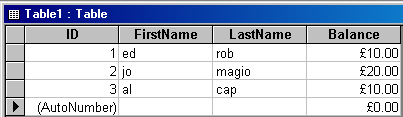 Table1 : Table
ID FirstName LastName Balance
1 ed rob £10.00
2 jo magio £20.00
3 al cap £10.00
(AutoNumber) £0.00